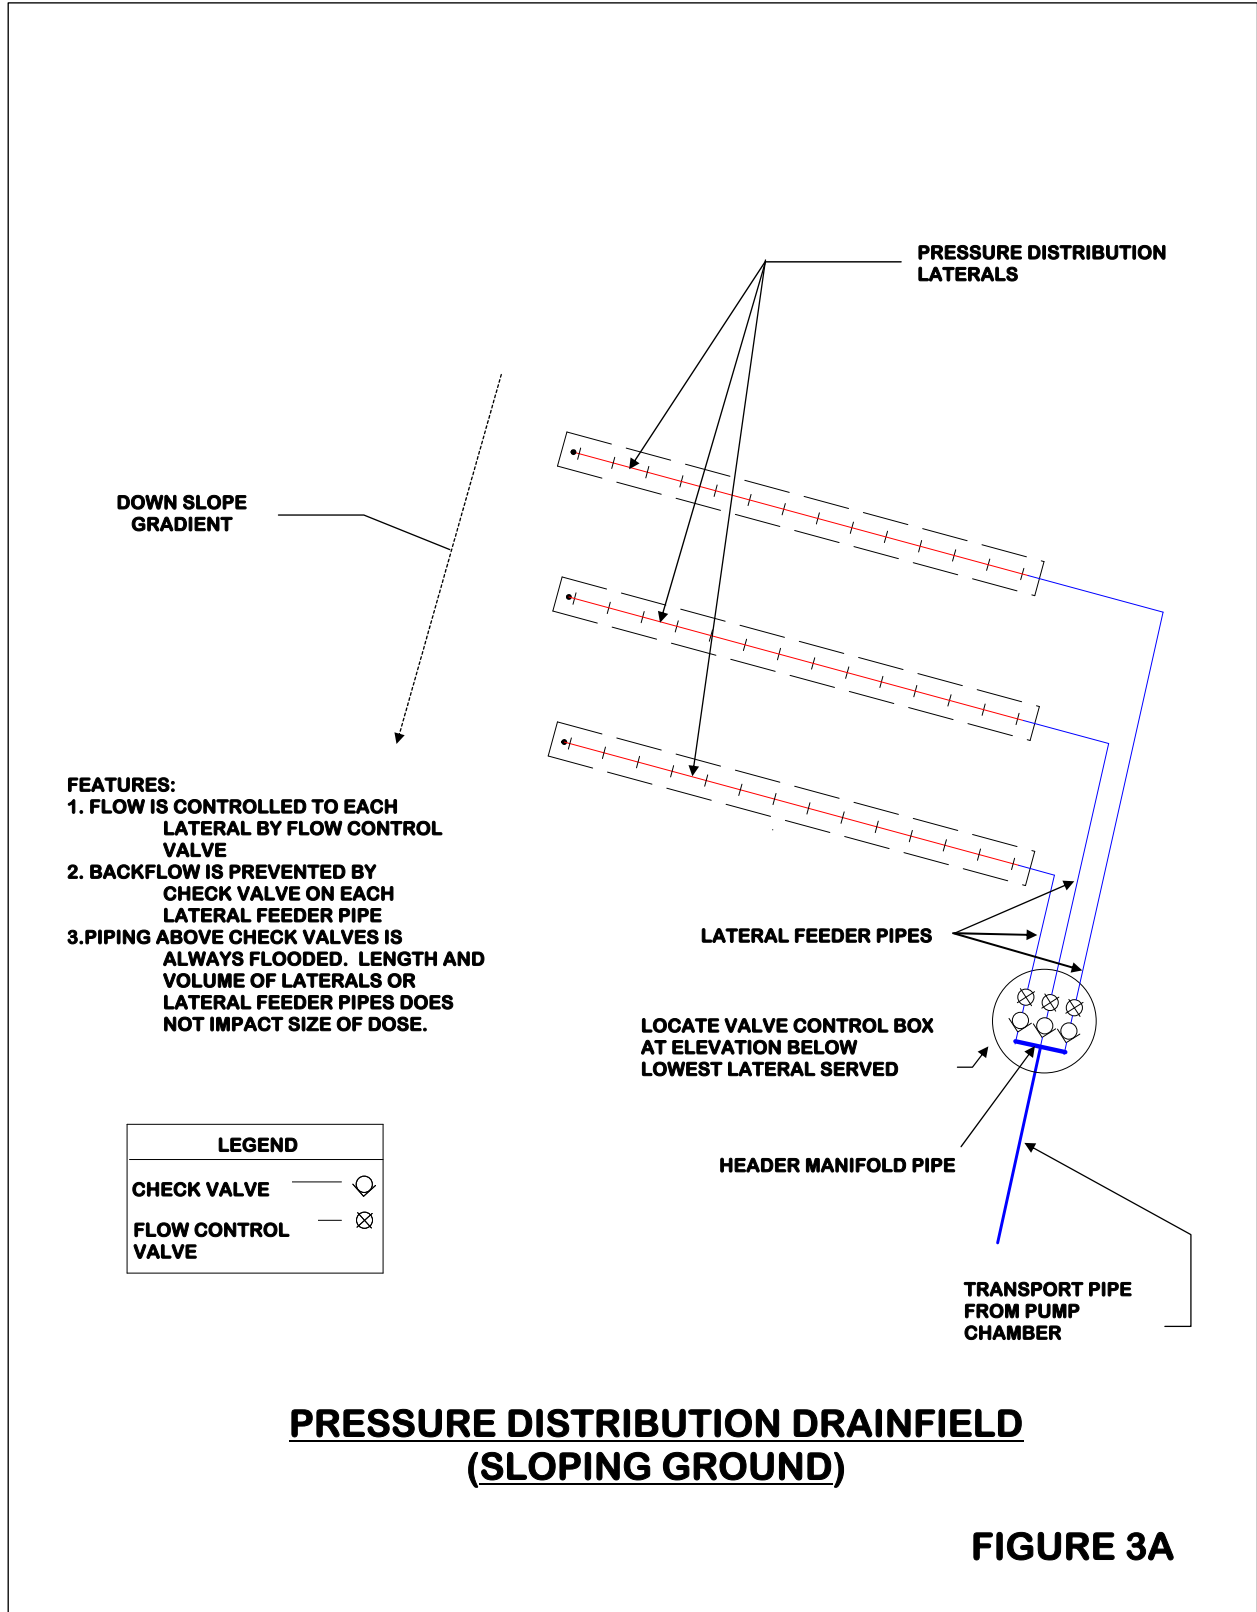 PRESSURE DISTRIBUTION
LATERALS
DOWN SLOPE
GRADIENT
FEATURES:
1. FLOW IS CONTROLLED TO EACH
LATERAL BY FLOW CONTROL
VALVE
2. BACKFLOW IS PREVENTED BY
CHECK VALVE ON EACH
LATERAL FEEDER PIPE
3.PIPING ABOVE CHECK VALVES IS
ALWAYS FLOODED. LENGTH AND
VOLUME OF LATERALS OR
LATERAL FEEDER PIPES DOES
NOT IMPACT SIZE OF DOSE.
LATERAL FEEDER PIPES
LOCATE VALVE CONTROL BOX
AT ELEVATION BELOW
LOWEST LATERAL SERVED
HEADER MANIFOLD PIPE
LEGEND
CHECK VALVE
FLOW CONTROL
VALVE
TRANSPORT PIPE
FROM PUMP
CHAMBER
PRESSURE DISTRIBUTION DRAINFIELD
(SLOPING GROUND)
FIGURE 3A